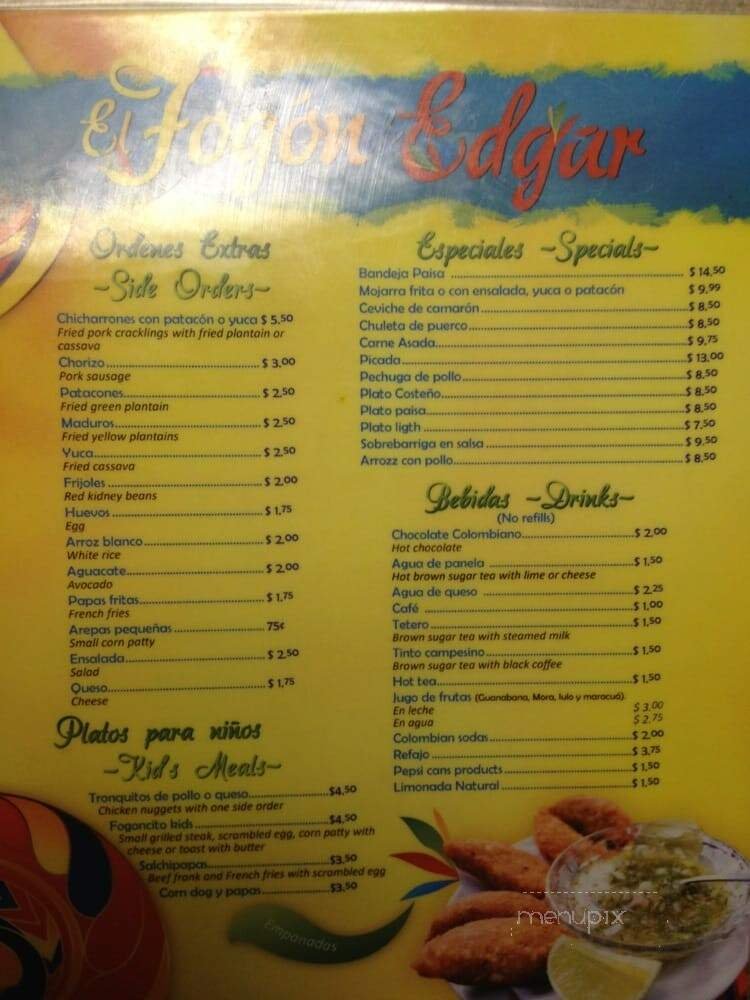 El Fogón Edgar
Ordenes Extras
~Side Orders~
Chicharrones con patacón o yuca $ 5.50
Fried pork cracklings with fried plantain or
cassava
Chorizo $ 3.00
Pork sausage
Patacones $ 2.50
Fried green plantain
Maduros $ 2.50
Fried yellow plantains
Yuca $ 2.50
Fried cassava
Frijoles $ 2.00
Red kidney beans
Huevos $ 1.75
Egg
Arroz blanco $ 2.00
White rice
Aguacate $ 2.00
Avocado
Papas fritas $ 1.75
French fries
Arepas pequeñas 75¢
Small corn patty
Ensalada $ 2.50
Salad
Queso $ 1.75
Cheese
Platos para niños
~Kid's Meals~
Tronquitos de pollo o queso $4.50
Chicken nuggets with one side order
Fogoncito kids $4.50
Small grilled steak, scrambled egg, corn patty with
cheese or toast with butter
Salchipapas $3.50
Beef frank and French fries with scrambled egg
Corn dog y papas $3.50
Especiales ~Specials~
Bandeja Paisa $ 14.50
Mojarra frita o con ensalada, yuca o patacón $ 9.99
Ceviche de camarón $ 8.50
Chuleta de puerco $ 8.50
Carne Asada $ 9.75
Picada $ 13.00
Pechuga de pollo $ 8.50
Plato Costeño $ 8.50
Plato paisa $ 8.50
Plato ligth $ 7.50
Sobrebarriga en salsa $ 9.50
Arrozz con pollo $ 8.50
Bebidas ~Drinks~
(No refills)
Chocolate Colombiano $ 2.00
Hot chocolate
Agua de panela $ 1.50
Hot brown sugar tea with lime or cheese
Agua de queso $ 2.25
Café $ 1.00
Tetero $ 1.50
Brown sugar tea with steamed milk
Tinto campesino $ 1.50
Brown sugar tea with black coffee
Hot tea $ 1.50
Jugo de frutas (Guanabana, Mora, lulo y maracuá)
En leche $ 3.00
En agua $ 2.75
Colombian sodas $ 2.00
Refajo $ 3.75
Pepsi cans products $ 1.50
Limonada Natural $ 1.50
Empanadas
menupix